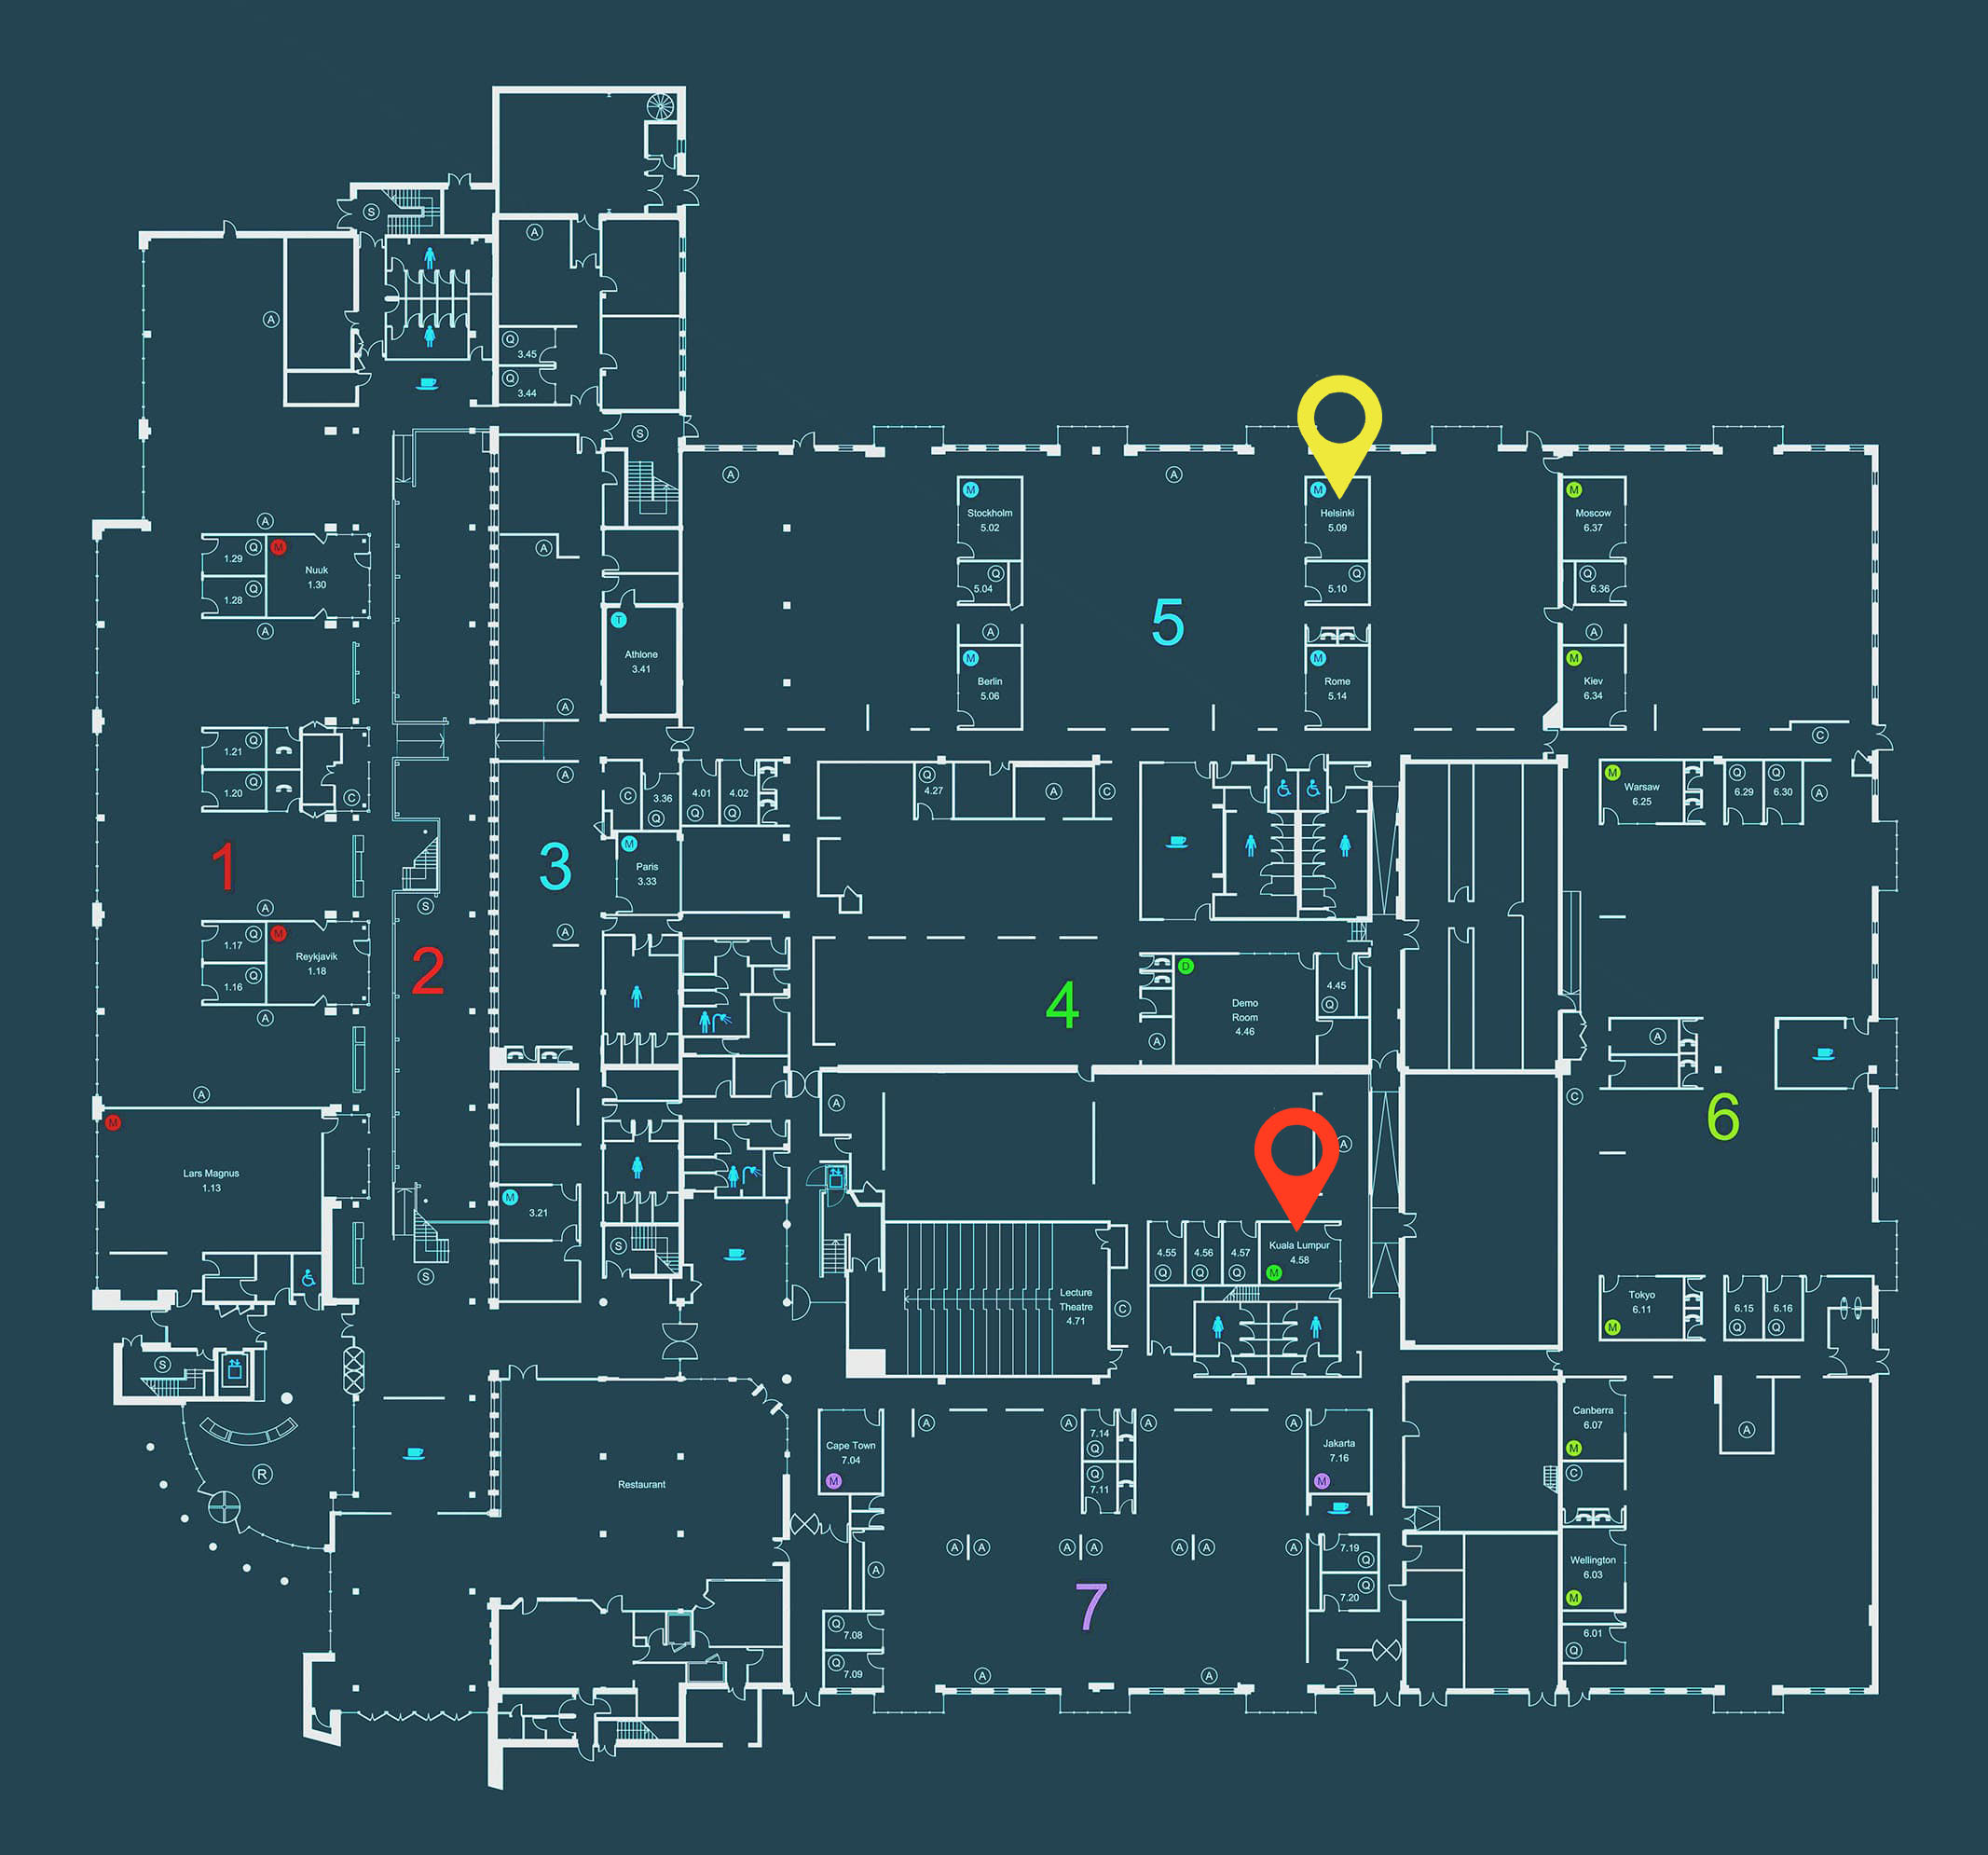 S
A
A
Q
3.45
Q
3.44
S
A
A
M
Stockholm
5.02
Q
5.04
A
M
Berlin
5.06
5
M
Helsinki
5.09
Q
5.10
M
Rome
5.14
M
Moscow
6.37
Q
6.36
A
M
Kiev
6.34
C
A
1.29
Q
1.28
Q
M
Nuuk
1.30
A
A
T
Athlone
3.41
A
1.21
Q
1.20
Q
C
1
A
1.17
Q
1.16
Q
M
Reykjavik
1.18
A
A
S
2
A
3
A
C
3.36
Q
4.01
Q
4.02
Q
M
Paris
3.33
Q
4.27
A
C
4
D
Demo
Room
4.46
4.45
Q
A
M
Warsaw
6.25
Q
6.29
Q
6.30
A
A
C
6
M
Lars Magnus
1.13
M
3.21
S
S
A
A
4.55
Q
4.56
Q
4.57
Q
Kuala Lumpur
4.58
M
Lecture
Theatre
4.71
C
Tokyo
6.11
M
6.15
Q
6.16
Q
S
R
Restaurant
Cape Town
7.04
M
A
A
7.14
Q
Q
7.11
A
A
Jakarta
7.16
M
Canberra
6.07
M
C
A
A
A
A
A
A
A
A
A
7.19
Q
Q
7.20
Wellington
6.03
M
6.01
Q
7
Q
7.08
Q
7.09
A
A